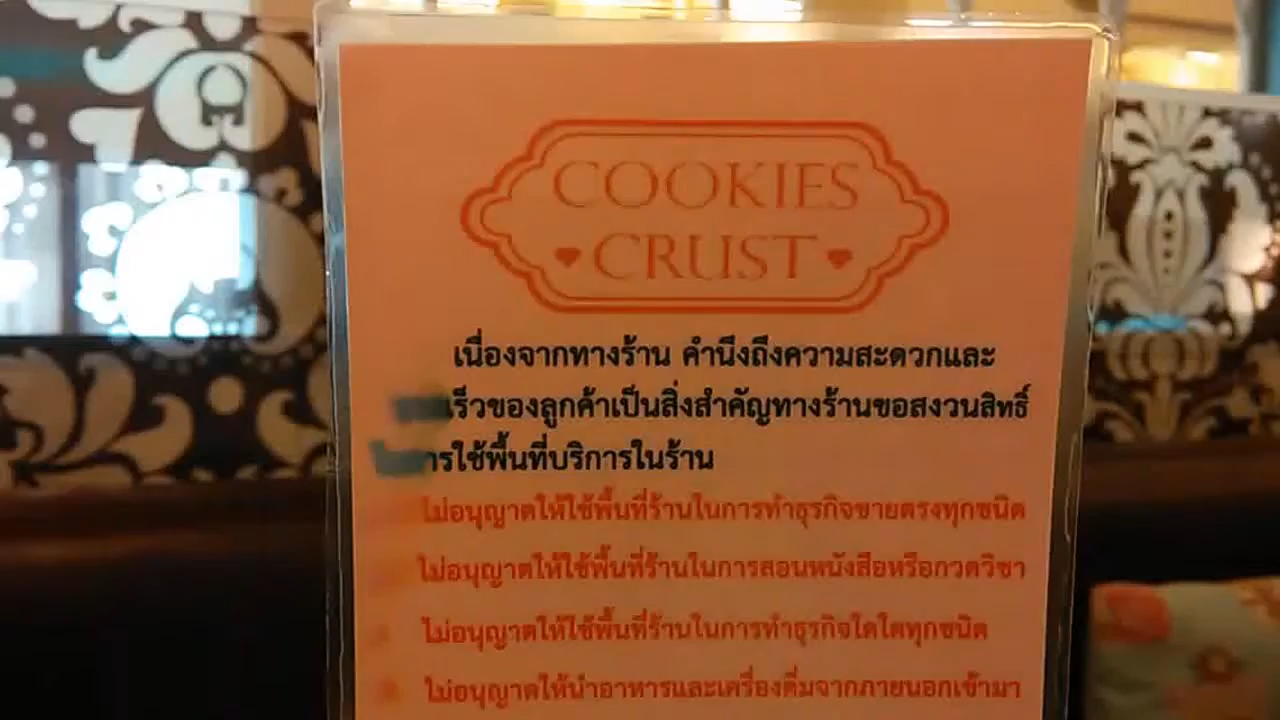 COOKIES
CRUST
เนื่องจากทางร้าน คำนึงถึงความสะดวกและ
เร็วของลูกค้าเป็นสิ่งสำคัญทางร้านขอสงวนสิทธิ์
การใช้พื้นที่บริการในร้าน
ไม่อนุญาตให้ใช้พื้นที่ร้านในการทำธุรกิจขายตรงทุกชนิด
ไม่อนุญาตให้ใช้พื้นที่ร้านในการสอนหนังสือหรือกวดวิชา
ไม่อนุญาตให้ใช้พื้นที่ร้านในการทำธุรกิจใดใดทุกชนิด
ไม่อนุญาตให้นำอาหารและเครื่องดื่มจากภายนอกเข้ามา